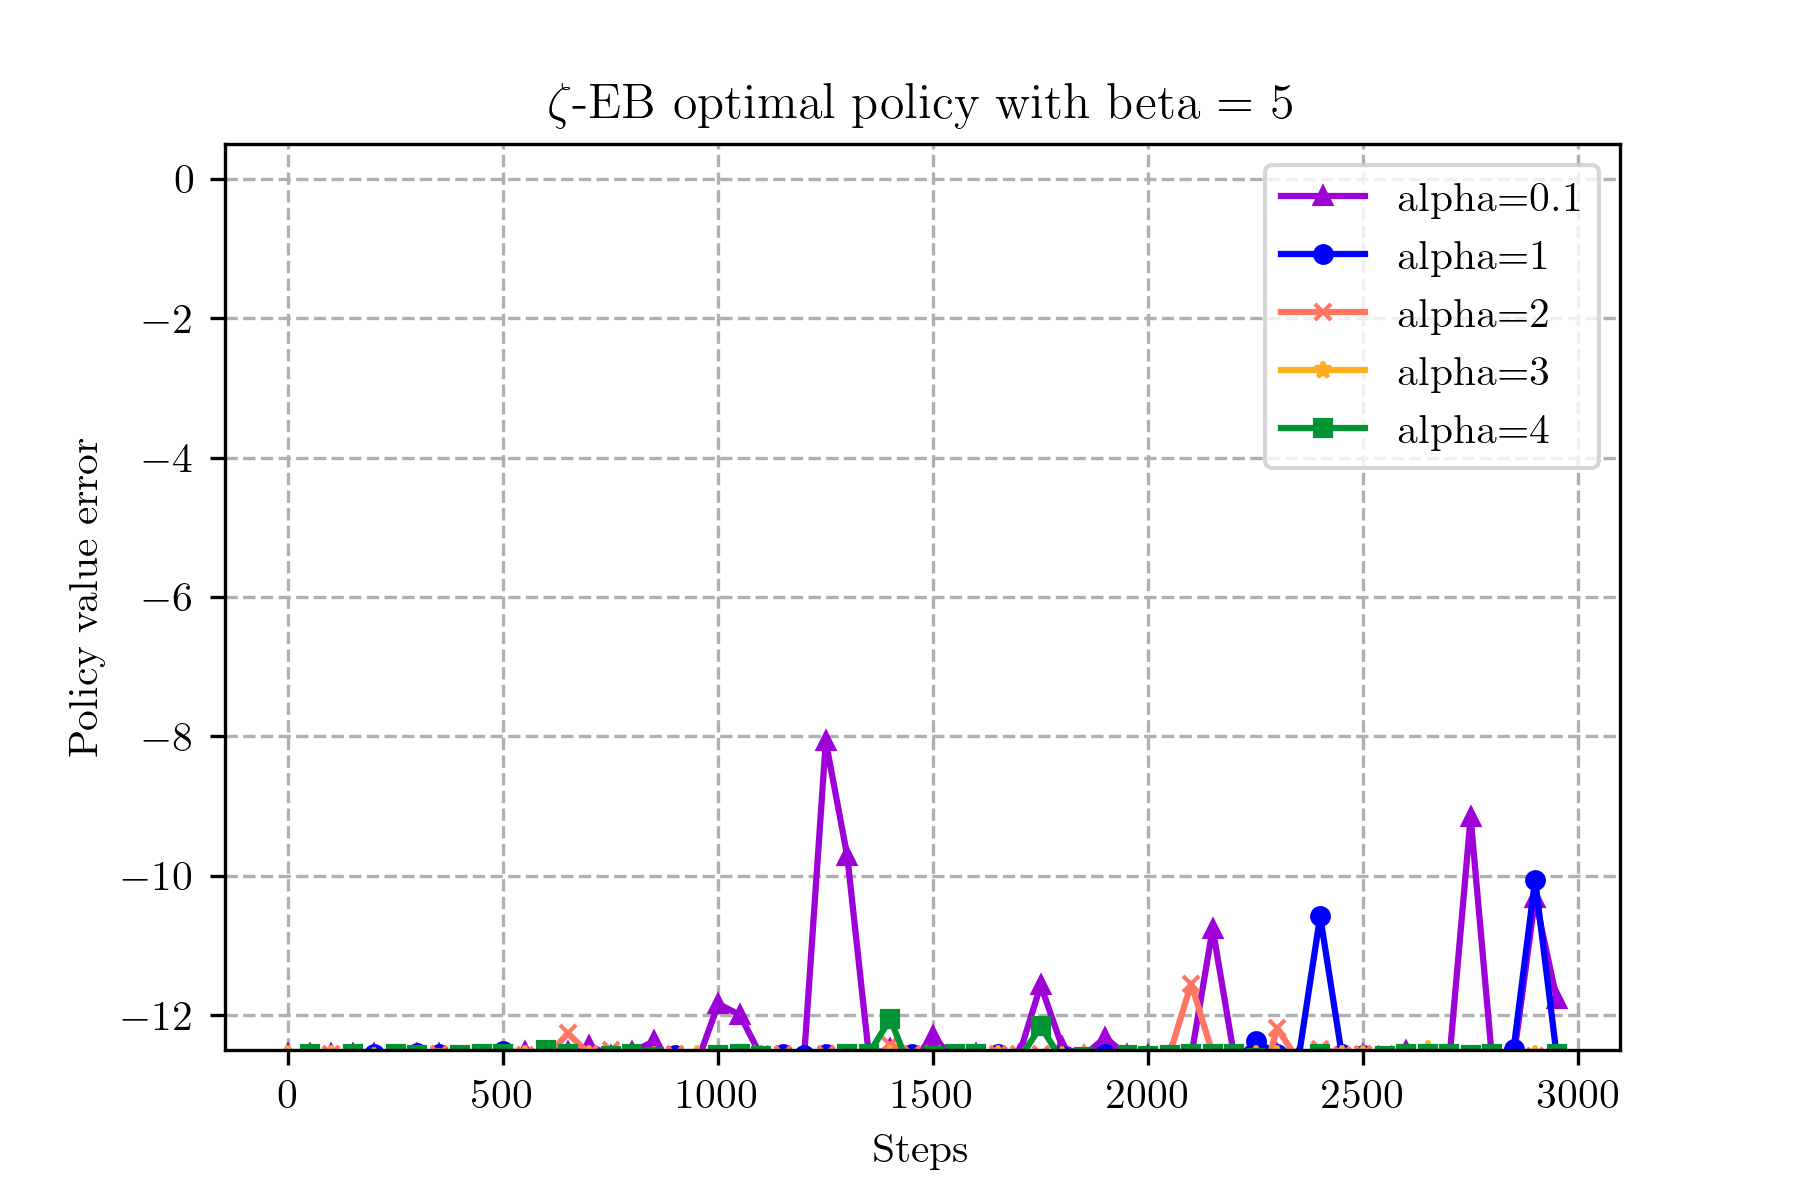 ζ-EB optimal policy with beta = 5
0
−2
−4
−6
−8
−10
−12
Policy value error
alpha=0.1
alpha=1
alpha=2
alpha=3
alpha=4
0 500 1000 1500 2000 2500 3000
Steps